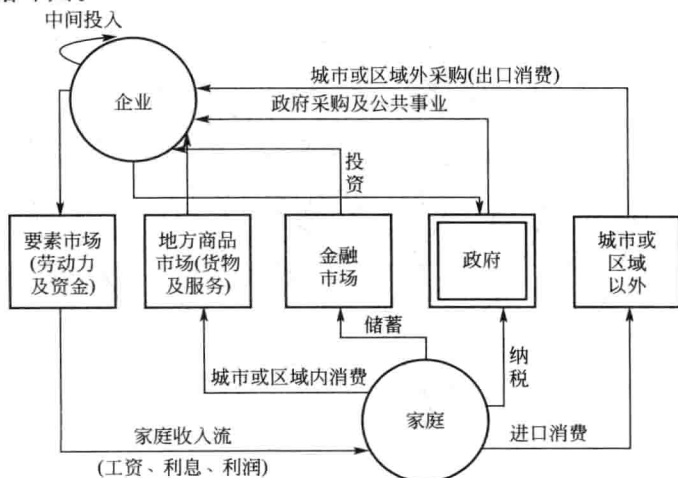 中间投入
企业
城市或区域外采购(出口消费)
政府采购及公共事业
投
资
要素市场
(劳动力
及资金)
地方商品
市场(货物
及服务)
金融
市场
政府
城市或
区域
以外
储蓄
纳
税
城市或区域内消费
家庭
家庭收入流
(工资、利息、利润)
进口消费